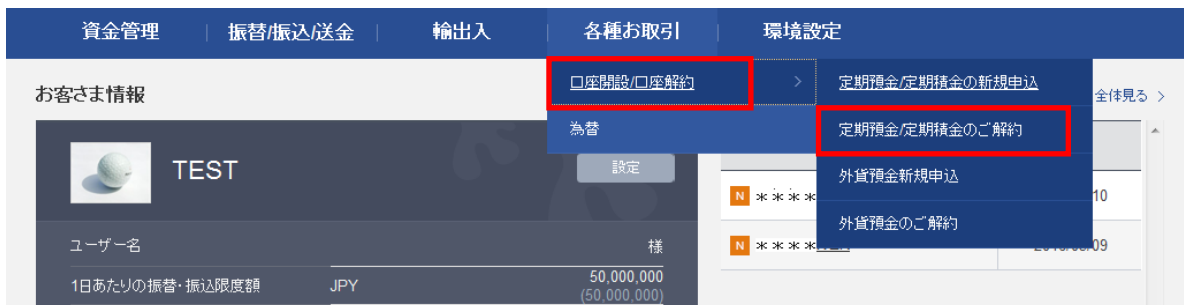 資金管理 振替/振込/送金 輸出入 各種お取引 環境設定
お客さま情報
口座開設/口座解約 >
為替
定期預金/定期積金の新規申込
定期預金/定期積金のご解約
外貨預金新規申込
外貨預金のご解約
全体見る >
TEST
設定
N ****
10
N ****
09
ユーザー名 様
1日あたりの振替・振込限度額 JPY 50,000,000
(50,000,000)